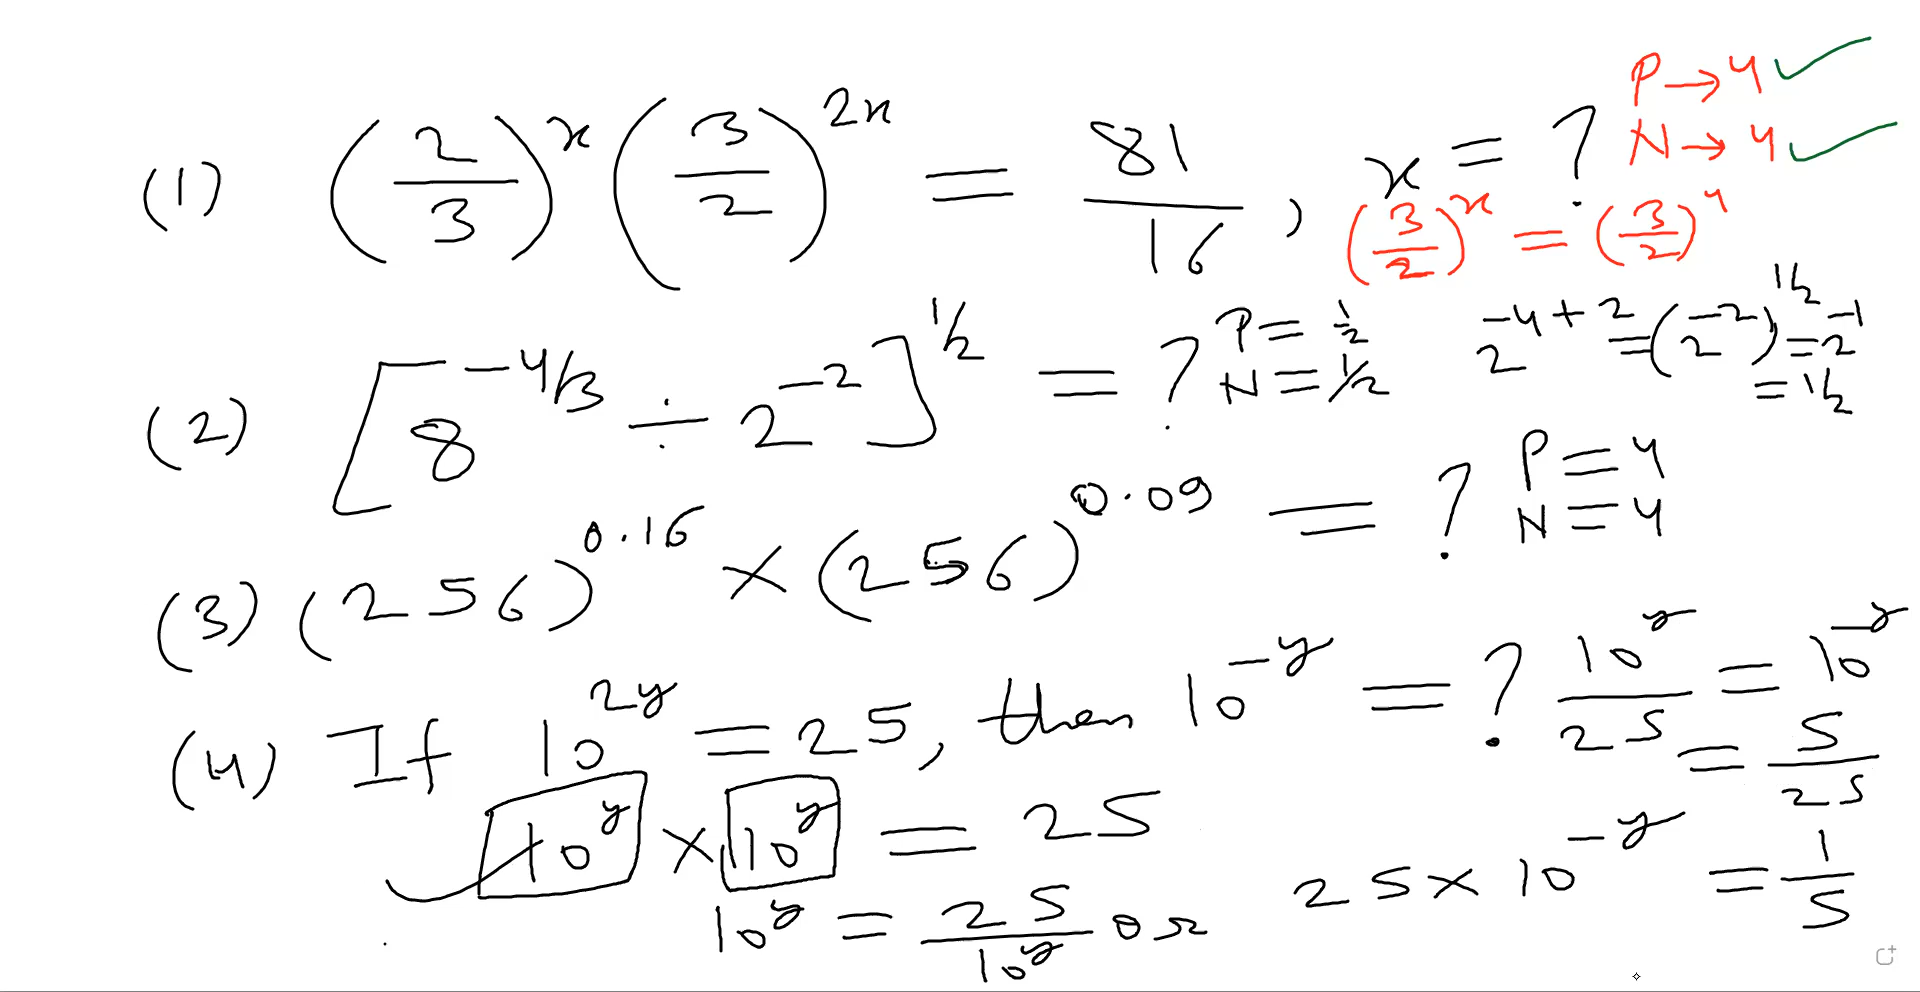 (1) (2/3)^x (3/2)^{2x} = 81/16, x = ?
P → 4 ✓
N → 4 ✓
(3/2)^x = (3/2)^4
(2) [8^{-4/3} ÷ 2^{-2}]^{1/2} = ?
P = 1/2
N = 1/2
2^{-4+2} = (2^{-2})^{1/2} = 2^{-1}
= 1/2
(3) (256)^{0.16} × (256)^{0.09} = ?
P = 4
N = 4
(4) If 10^{2y} = 25, then 10^{-y} = ?
10^y/25 = 10^{-y}
= 5/25
10^y × 10^y = 25
= 1/5
10^y = 25/10^y or 25 × 10^{-y}